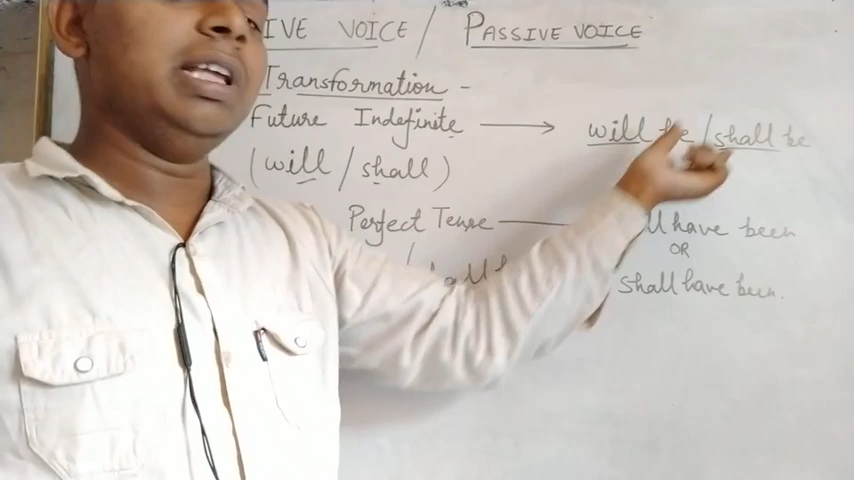 IVE VOICE / PASSIVE VOICE
Transformation -
Future Indefinite → will be / shall be
(will / shall)
Perfect Tense — ll have been
OR
shall have been.